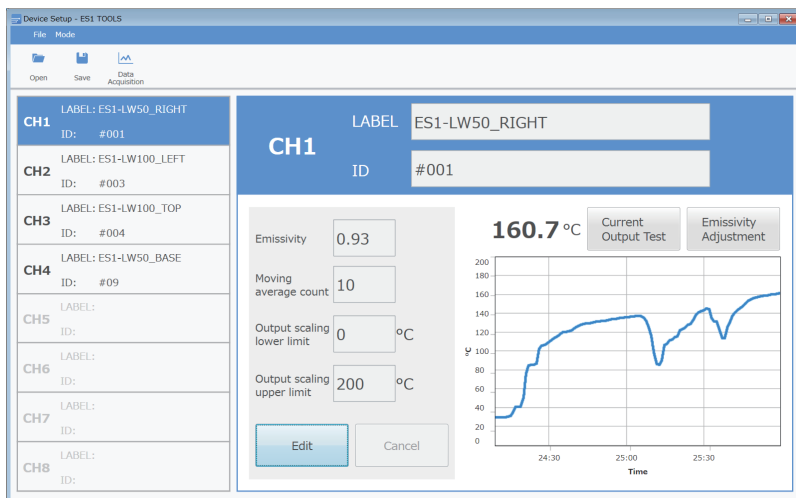 Device Setup - ES1 TOOLS
File Mode
Open Save Data Acquisition
CH1 LABEL: ES1-LW50_RIGHT
ID: #001
CH2 LABEL: ES1-LW100_LEFT
ID: #003
CH3 LABEL: ES1-LW100_TOP
ID: #004
CH4 LABEL: ES1-LW50_BASE
ID: #09
CH5 LABEL:
ID:
CH6 LABEL:
ID:
CH7 LABEL:
ID:
CH8 LABEL:
ID:
CH1
LABEL ES1-LW50_RIGHT
ID #001
Emissivity 0.93
Moving
average count 10
Output scaling
lower limit 0 °C
Output scaling
upper limit 200 °C
Edit Cancel
160.7 °C
Current
Output Test
Emissivity
Adjustment
200
180
160
140
120
100
80
60
40
20
0
°C
24:30 25:00 25:30
Time